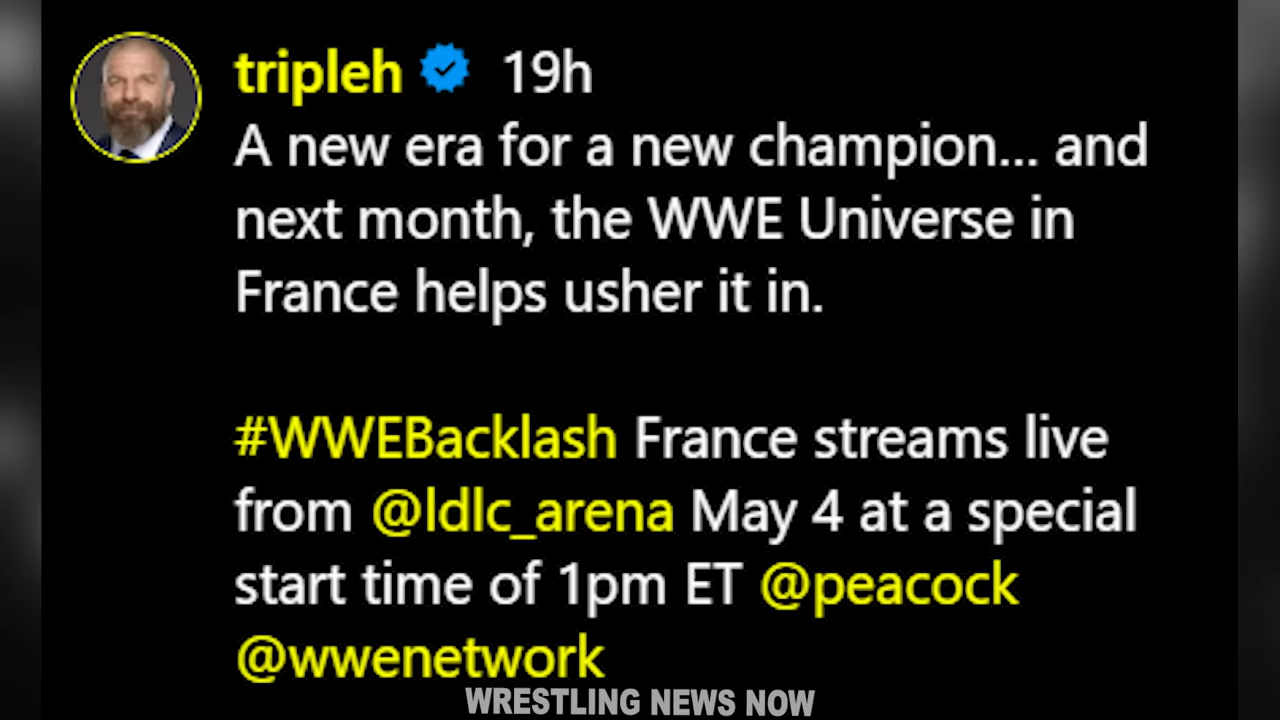 tripleh 19h
A new era for a new champion... and
next month, the WWE Universe in
France helps usher it in.
#WWEBacklash France streams live
from @ldlc_arena May 4 at a special
start time of 1pm ET @peacock
@wwenetwork
WRESTLING NEWS NOW